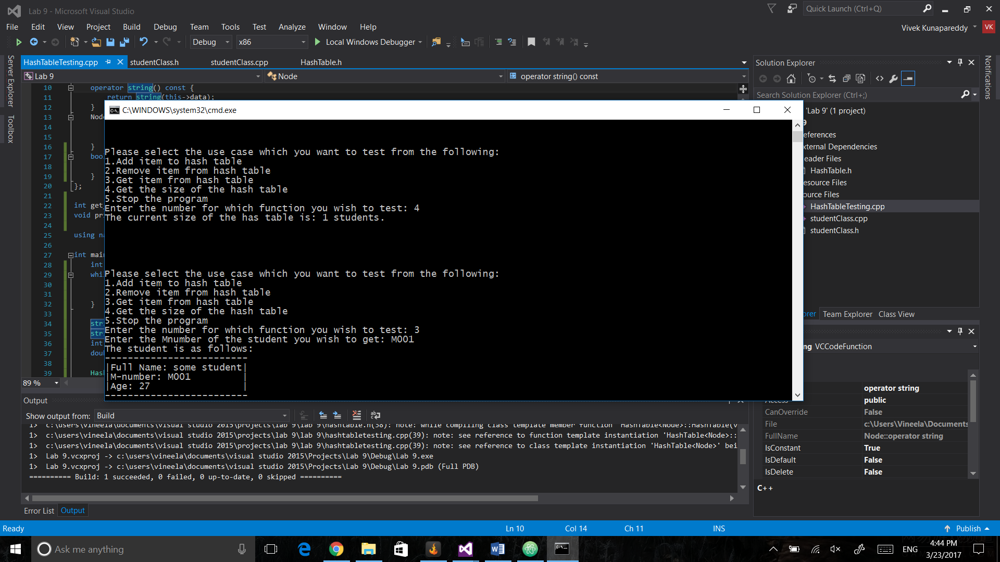 Lab 9 - Microsoft Visual Studio
Quick Launch (Ctrl+Q)
File Edit View Project Build Debug Team Tools Test Analyze Window Help
Vivek Kunapareddy VK
Debug x86 Local Windows Debugger
Server Explorer
Toolbox
Notifications
HashTableTesting.cpp studentClass.h studentClass.cpp HashTable.h
Lab 9 Node operator string() const
10 operator string() const {
11 return string(this->data);
12 }
13 Node
14
15
16 }
17 bool
18
19 }
20 };
21
22 int get_
23 void pri
24
25 using na
26
27 int main
28 int
29 whi
30
31
32 }
33
34 stri
35 stri
36 int
37 doub
38
39 Hash
89 %
C:\WINDOWS\system32\cmd.exe
Please select the use case which you want to test from the following:
1.Add item to hash table
2.Remove item from hash table
3.Get item from hash table
4.Get the size of the hash table
5.Stop the program
Enter the number for which function you wish to test: 4
The current size of the has table is: 1 students.
Please select the use case which you want to test from the following:
1.Add item to hash table
2.Remove item from hash table
3.Get item from hash table
4.Get the size of the hash table
5.Stop the program
Enter the number for which function you wish to test: 3
Enter the Mnumber of the student you wish to get: M001
The student is as follows:
-------------------------
|Full Name: some student|
|M-number: M001         |
|Age: 27                |
-------------------------
Solution Explorer
Search Solution Explorer (Ctrl+;)
'Lab 9' (1 project)
9
eferences
xternal Dependencies
eader Files
HashTable.h
esource Files
ource Files
HashTableTesting.cpp
studentClass.cpp
studentClass.h
orer Team Explorer Class View
ng VCCodeFunction
operator string
Access public
CanOverride False
File c:\Users\Vineela\Documents
FullName Node::operator string
IsConstant True
IsDefault False
IsDelete False
C++
Output
Show output from: Build
1> c:\users\vineela\documents\visual studio 2015\projects\lab 9\lab 9\hashtable.h(38): note: while compiling class template member function 'HashTable<Node>::HashTable(v
1> c:\users\vineela\documents\visual studio 2015\projects\lab 9\lab 9\hashtabletesting.cpp(39): note: see reference to function template instantiation 'HashTable<Node>::
1> c:\users\vineela\documents\visual studio 2015\projects\lab 9\lab 9\hashtabletesting.cpp(39): note: see reference to class template instantiation 'HashTable<Node>' bei
1> Lab 9.vcxproj -> c:\users\vineela\documents\visual studio 2015\Projects\Lab 9\Debug\Lab 9.exe
1> Lab 9.vcxproj -> c:\users\vineela\documents\visual studio 2015\Projects\Lab 9\Debug\Lab 9.pdb (Full PDB)
========== Build: 1 succeeded, 0 failed, 0 up-to-date, 0 skipped ==========
Error List Output
Ready Ln 10 Col 14 Ch 11 INS Publish
Ask me anything
ENG 4:44 PM
3/23/2017